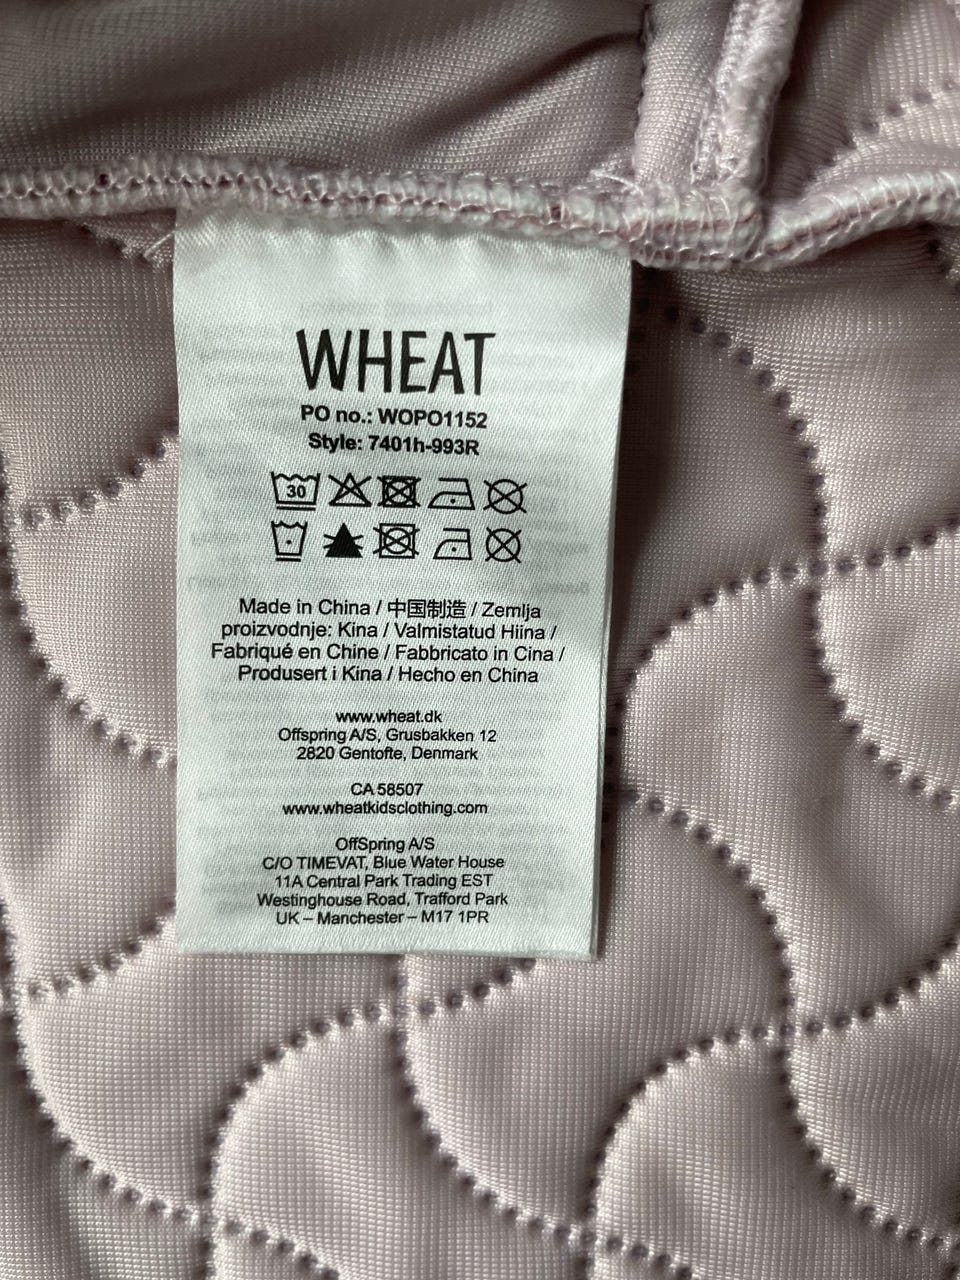 WHEAT
PO no.: WOPO1152
Style: 7401h-993R
30
Made in China / 中国制造 / Zemlja
proizvodnje: Kina / Valmistatud Hiina /
Fabriqué en Chine / Fabbricato in Cina /
Produsert i Kina / Hecho en China
www.wheat.dk
Offspring A/S, Grusbakken 12
2820 Gentofte, Denmark
CA 58507
www.wheatkidsclothing.com
OffSpring A/S
C/O TIMEVAT, Blue Water House
11A Central Park Trading EST
Westinghouse Road, Trafford Park
UK – Manchester – M17 1PR